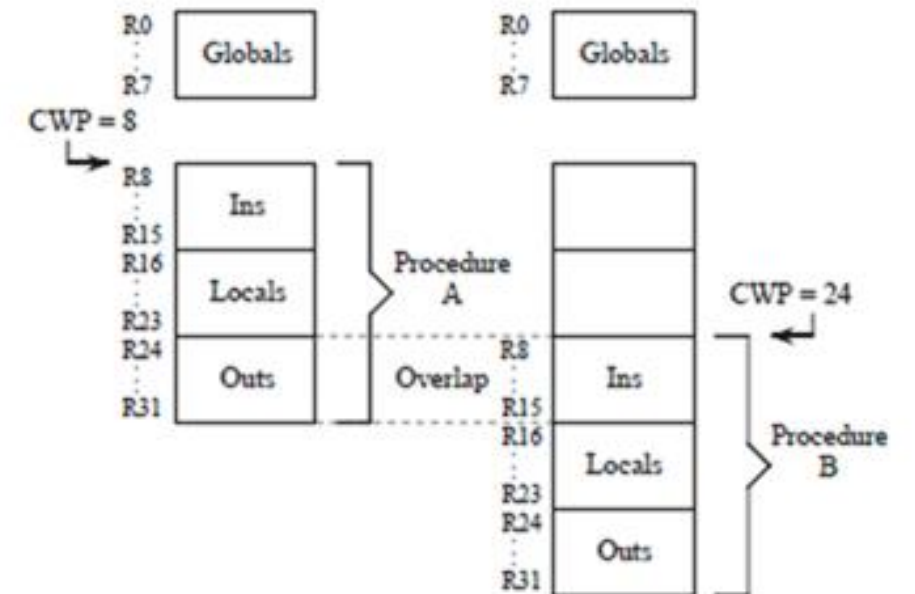 R0
Globals
R7
R0
Globals
R7
CWP = 8
R8
Ins
R15
R16
Locals
R23
R24
Outs
R31
Procedure
A
Overlap
CWP = 24
R8
Ins
R15
R16
Locals
R23
R24
Outs
R31
Procedure
B